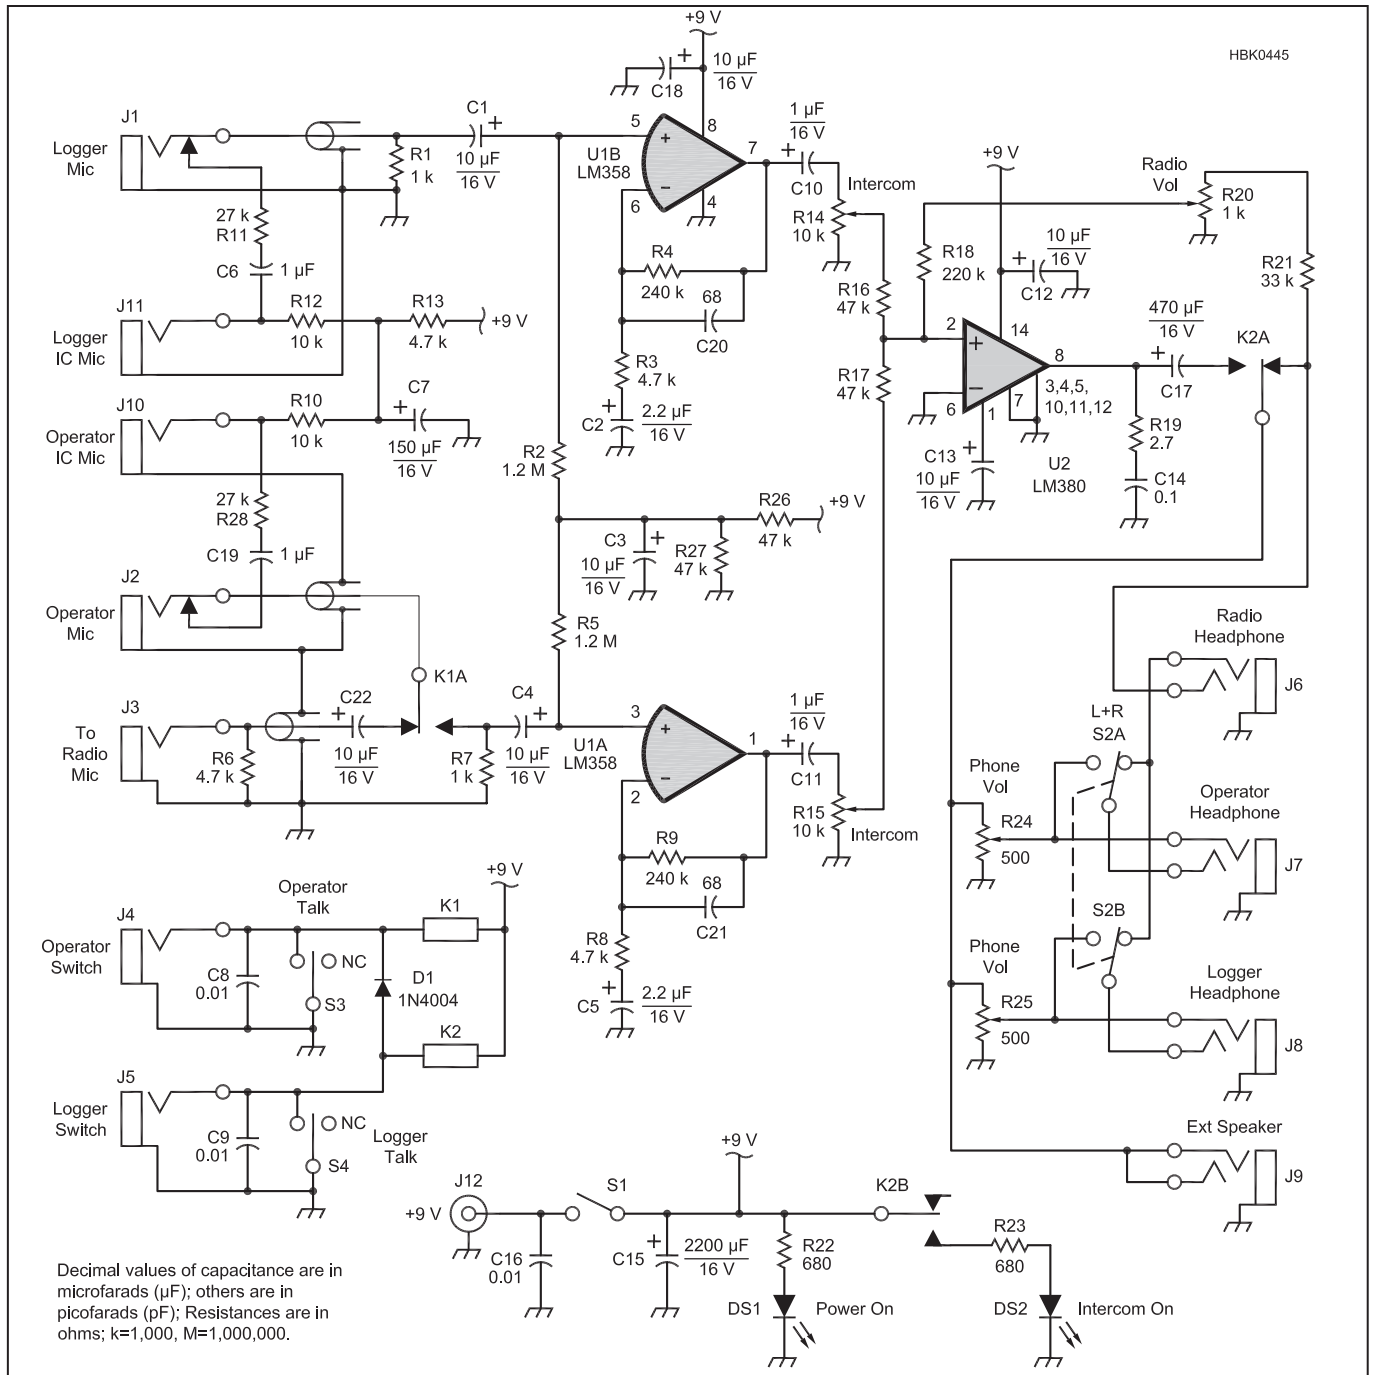 HBK0445
+9 V
10 µF
16 V
C18
J1
Logger
Mic
C1
10 µF
16 V
R1
1 k
5
8
7
U1B
LM358
6
4
1 µF
16 V
C10
Intercom
R14
10 k
27 k
R11
C6
1 µF
R4
240 k
68
C20
J11
Logger
IC Mic
R12
10 k
R13
4.7 k
+9 V
R3
4.7 k
C2
2.2 µF
16 V
J10
Operator
IC Mic
R10
10 k
C7
150 µF
16 V
R2
1.2 M
+9 V
Radio
Vol
R20
1 k
R18
220 k
10 µF
16 V
C12
R21
33 k
R16
47 k
R17
47 k
2
14
8
6
1
7
3,4,5,
10,11,12
U2
LM380
C13
10 µF
16 V
470 µF
16 V
C17
K2A
R19
2.7
C14
0.1
27 k
R28
C19
1 µF
C3
10 µF
16 V
R27
47 k
R26
47 k
+9 V
J2
Operator
Mic
R5
1.2 M
K1A
J3
To
Radio
Mic
R6
4.7 k
C22
10 µF
16 V
R7
1 k
C4
10 µF
16 V
3
1
2
U1A
LM358
1 µF
16 V
C11
R15
10 k
Intercom
R9
240 k
68
C21
R8
4.7 k
C5
2.2 µF
16 V
Radio
Headphone
J6
L+R
S2A
Phone
Vol
R24
500
Operator
Headphone
J7
S2B
Phone
Vol
R25
500
Logger
Headphone
J8
Ext Speaker
J9
J4
Operator
Switch
C8
0.01
Operator
Talk
NC
S3
D1
1N4004
K1
K2
+9 V
J5
Logger
Switch
C9
0.01
NC
S4
Logger
Talk
J12
+9 V
C16
0.01
S1
C15
2200 µF
16 V
+9 V
R22
680
DS1
Power On
K2B
R23
680
DS2
Intercom On
Decimal values of capacitance are in
microfarads (µF); others are in
picofarads (pF); Resistances are in
ohms; k=1,000, M=1,000,000.